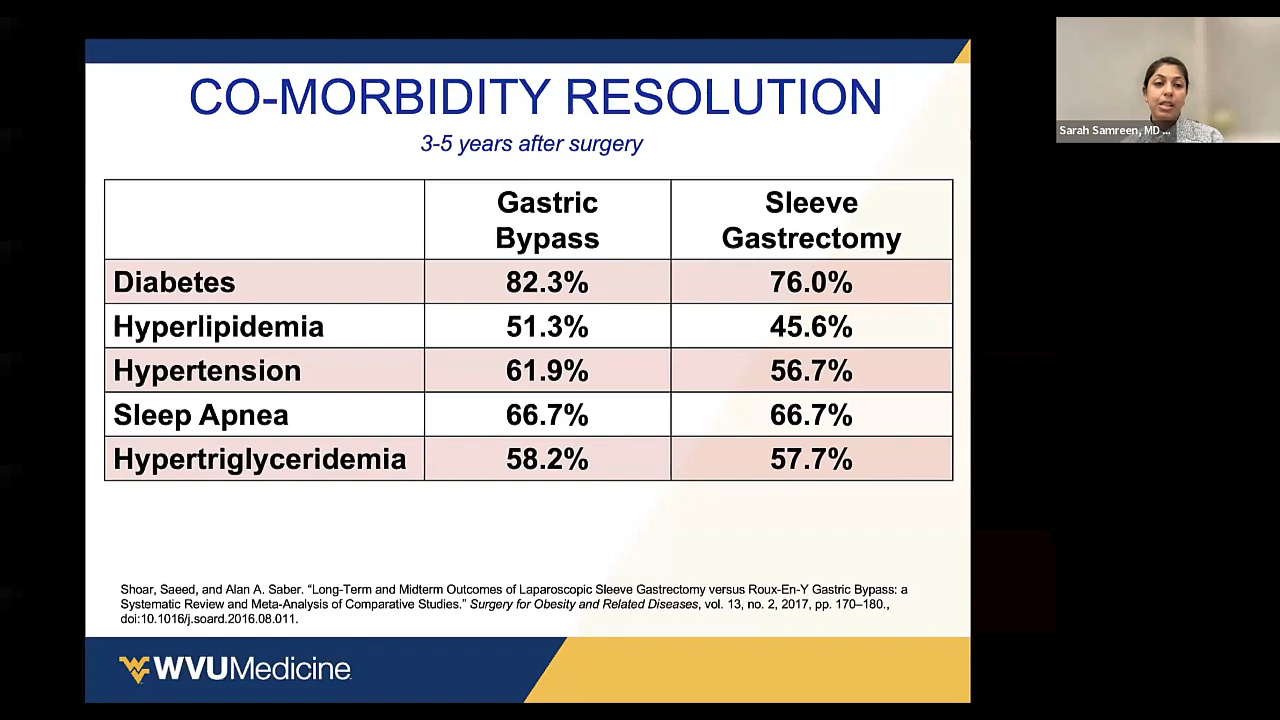 CO-MORBIDITY RESOLUTION
3-5 years after surgery
Gastric Bypass
Sleeve Gastrectomy
Diabetes 82.3% 76.0%
Hyperlipidemia 51.3% 45.6%
Hypertension 61.9% 56.7%
Sleep Apnea 66.7% 66.7%
Hypertriglyceridemia 58.2% 57.7%
Shoar, Saeed, and Alan A. Saber. “Long-Term and Midterm Outcomes of Laparoscopic Sleeve Gastrectomy versus Roux-En-Y Gastric Bypass: a
Systematic Review and Meta-Analysis of Comparative Studies.” Surgery for Obesity and Related Diseases, vol. 13, no. 2, 2017, pp. 170–180.,
doi:10.1016/j.soard.2016.08.011.
WV WVUMedicine
Sarah Samreen, MD ...